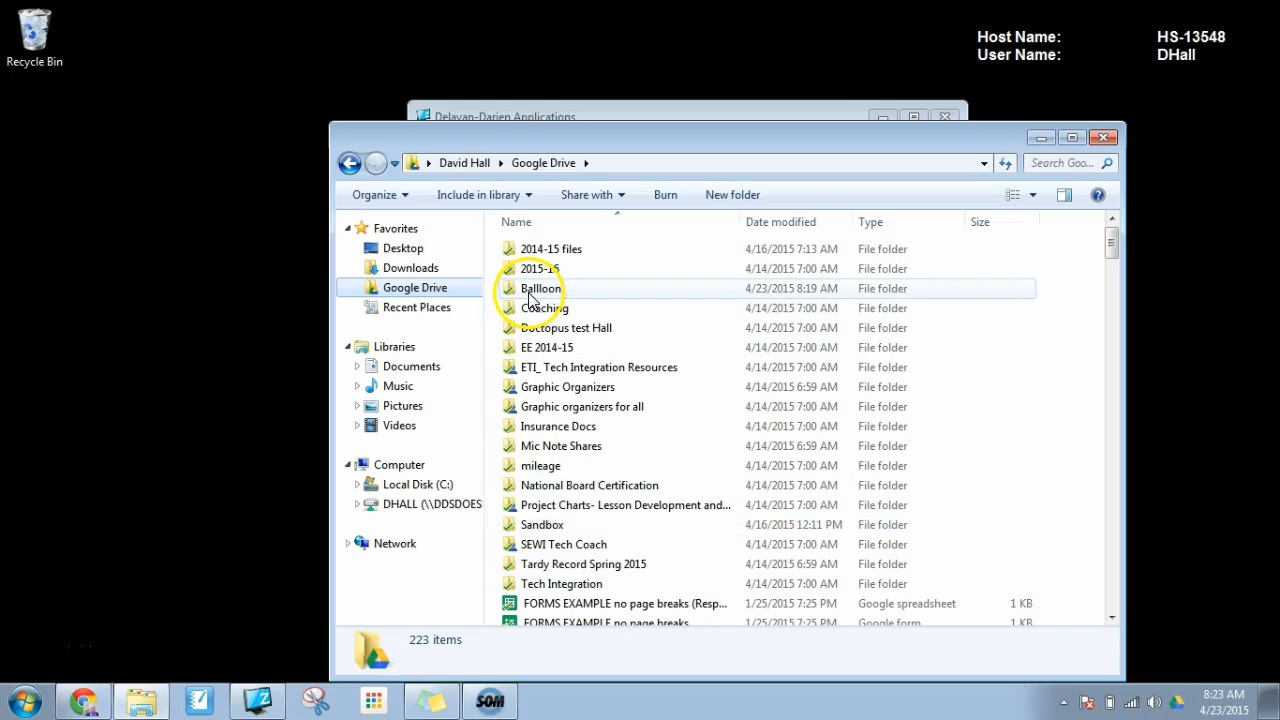 Recycle Bin
Host Name: HS-13548
User Name: DHall
Delavan-Darien Applications
David Hall Google Drive
Search Goo...
Organize Include in library Share with Burn New folder
Name Date modified Type Size
Favorites
Desktop
Downloads
Google Drive
Recent Places
Libraries
Documents
Music
Pictures
Videos
Computer
Local Disk (C:)
DHALL (\\DDSDOES
Network
2014-15 files 4/16/2015 7:13 AM File folder
2015-16 4/14/2015 7:00 AM File folder
Ballloon 4/23/2015 8:19 AM File folder
Coaching 4/14/2015 7:00 AM File folder
Doctopus test Hall 4/14/2015 7:00 AM File folder
EE 2014-15 4/14/2015 7:00 AM File folder
ETI_ Tech Integration Resources 4/14/2015 7:00 AM File folder
Graphic Organizers 4/14/2015 6:59 AM File folder
Graphic organizers for all 4/14/2015 7:00 AM File folder
Insurance Docs 4/14/2015 7:00 AM File folder
Mic Note Shares 4/14/2015 6:59 AM File folder
mileage 4/14/2015 7:00 AM File folder
National Board Certification 4/14/2015 7:00 AM File folder
Project Charts- Lesson Development and... 4/14/2015 7:00 AM File folder
Sandbox 4/16/2015 12:11 PM File folder
SEWI Tech Coach 4/14/2015 7:00 AM File folder
Tardy Record Spring 2015 4/14/2015 6:59 AM File folder
Tech Integration 4/14/2015 7:00 AM File folder
FORMS EXAMPLE no page breaks (Resp... 1/25/2015 7:25 PM Google spreadsheet 1 KB
FORMS EXAMPLE no page breaks 1/25/2015 7:25 PM Google form 1 KB
223 items
SOM
8:23 AM
4/23/2015